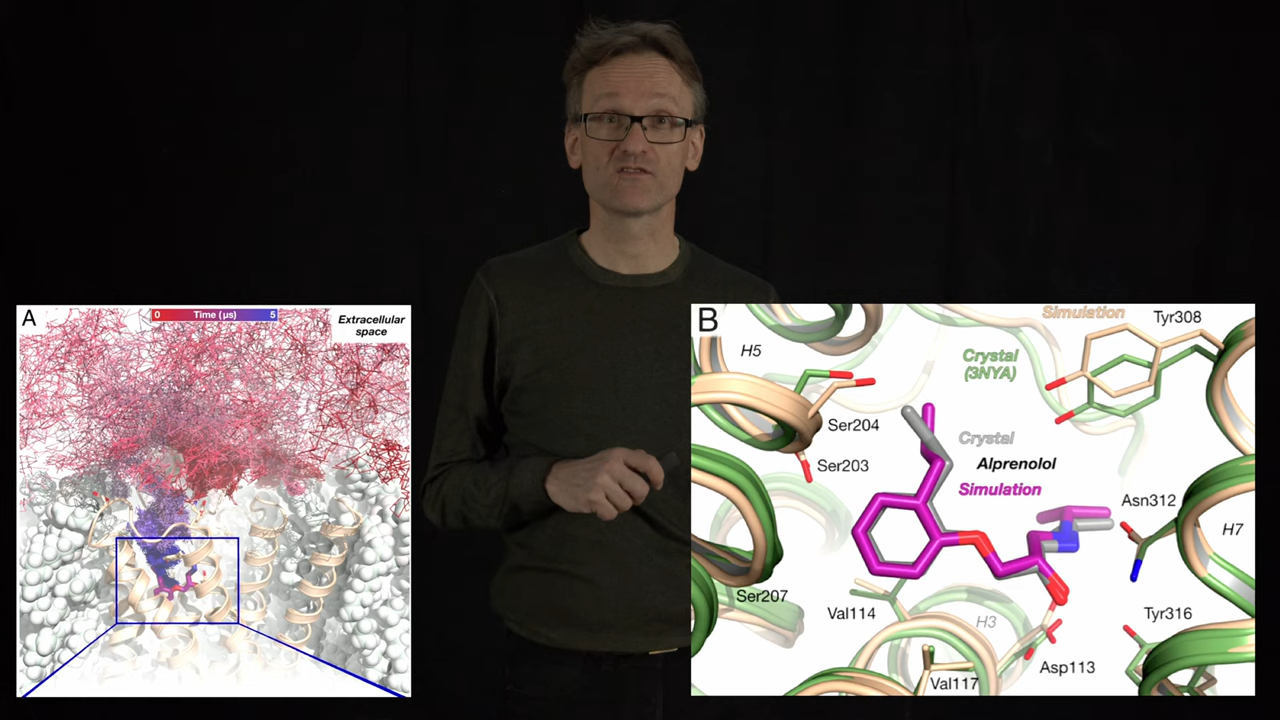 A
0 Time (µs) 5
Extracellular
space
B
Simulation
Tyr308
H5
Crystal
(3NYA)
Ser204
Crystal
Ser203
Alprenolol
Simulation
Asn312
H7
Ser207
Val114
H3
Tyr316
Asp113
Val117